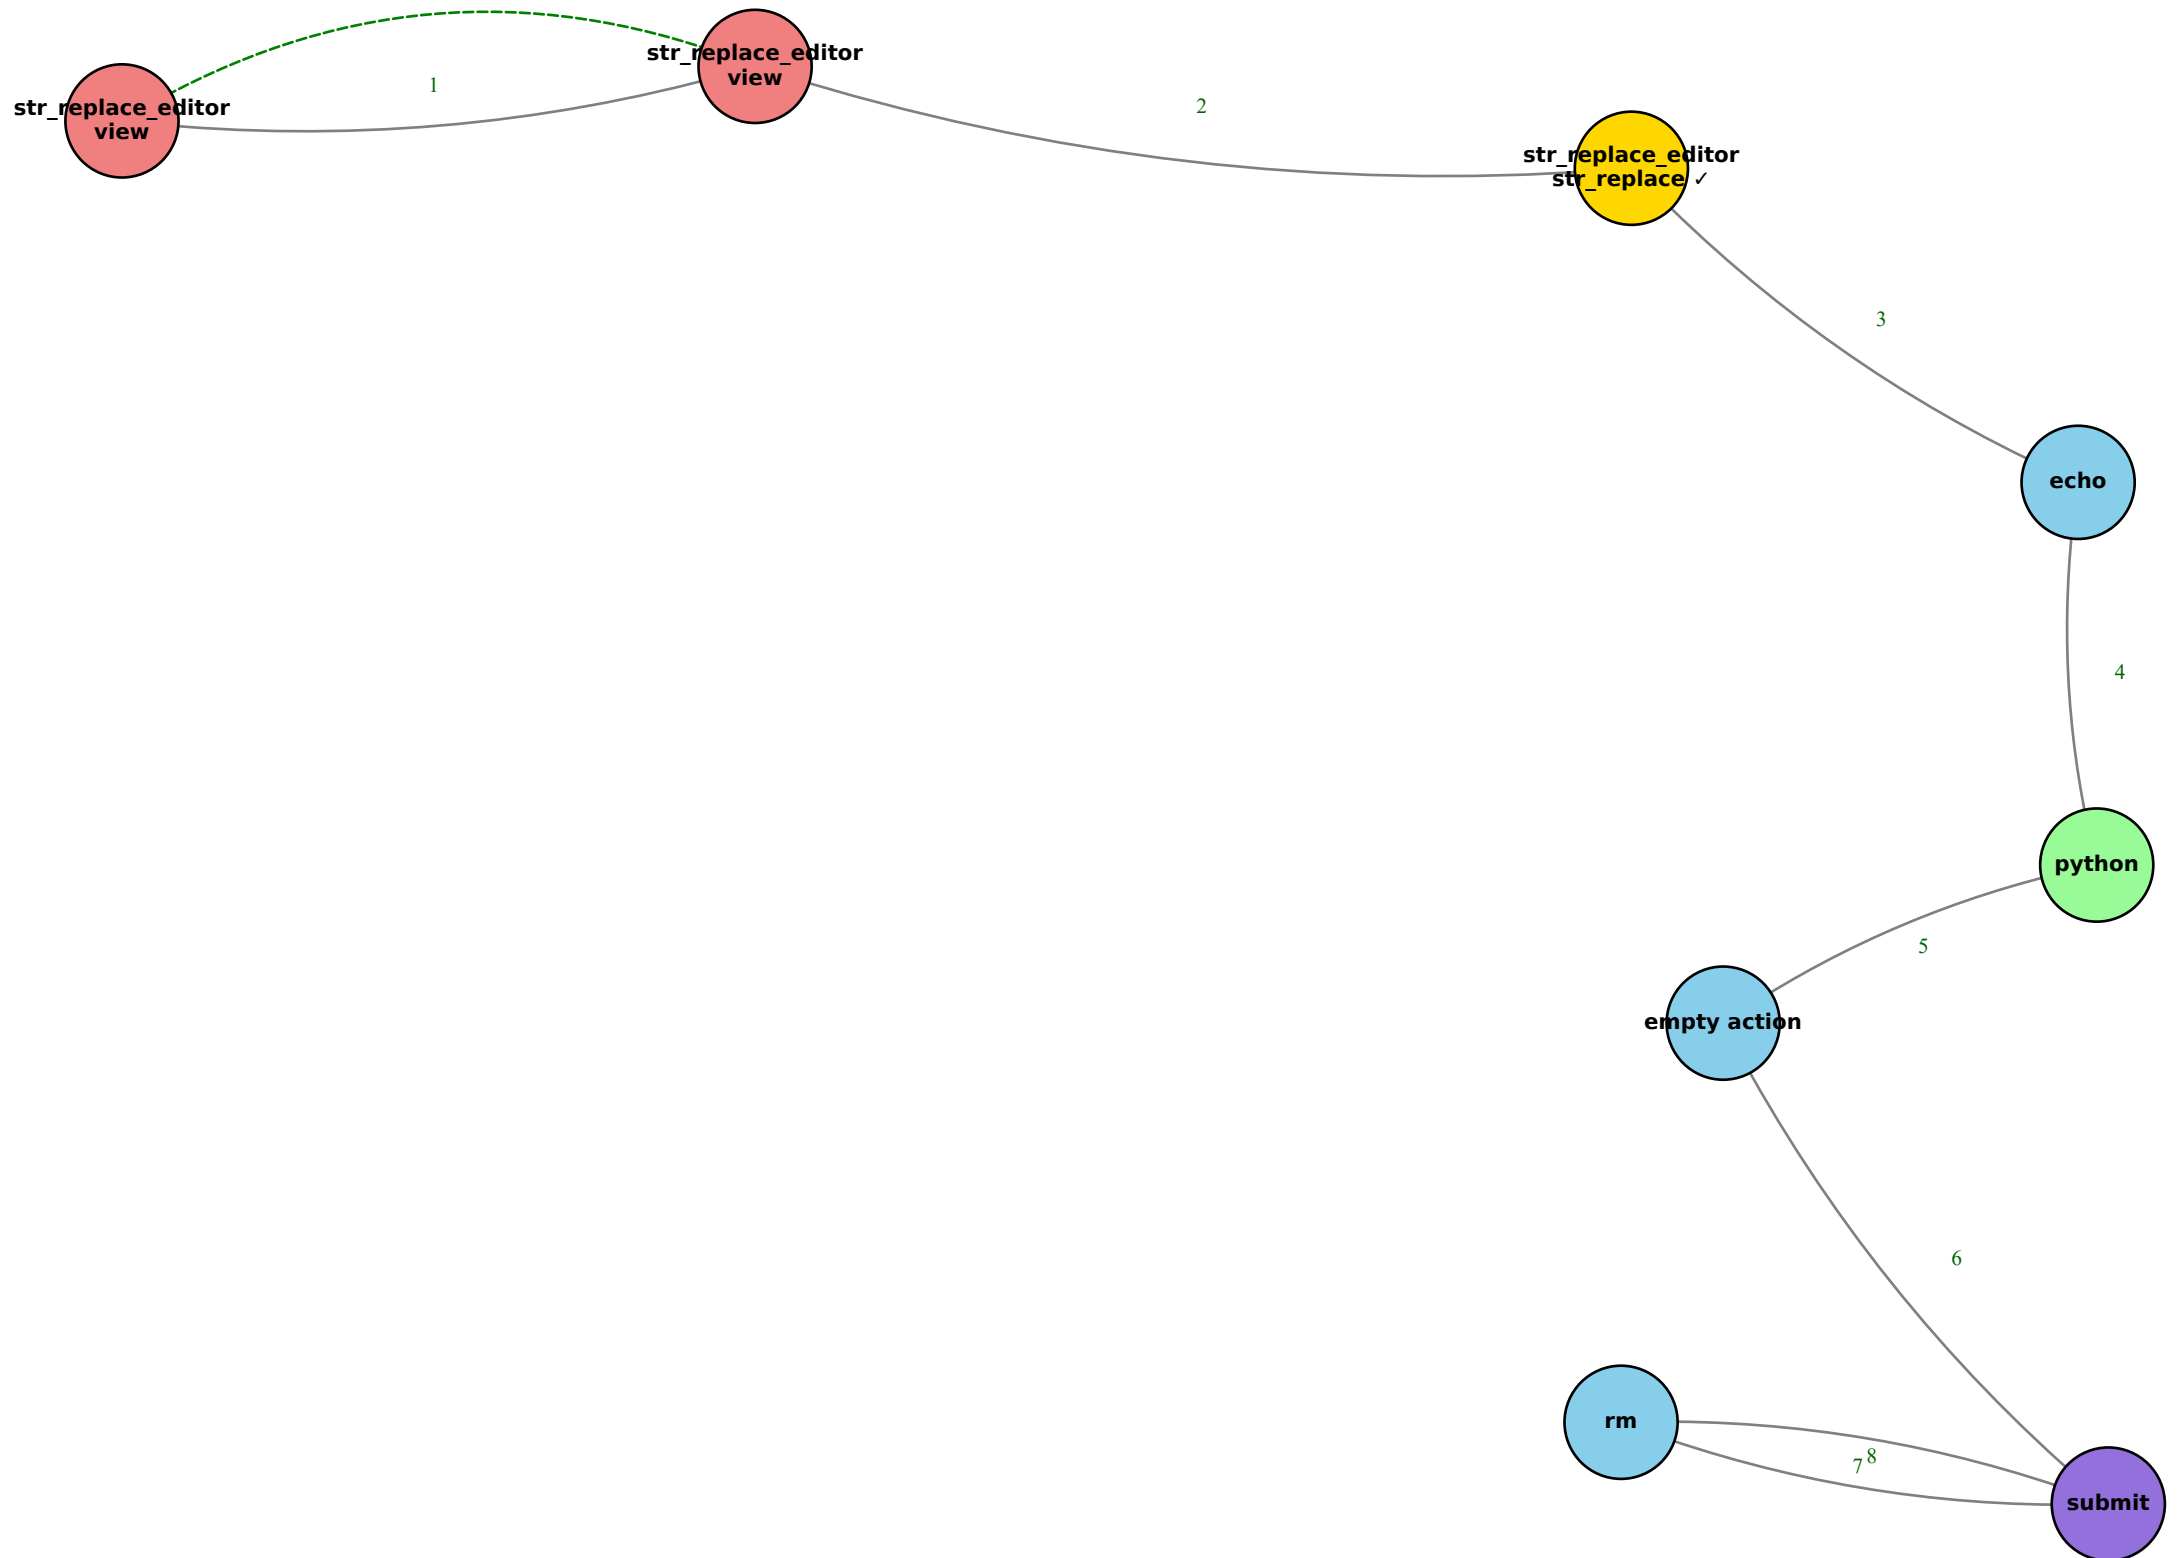 str_replace_editor
view
1
str_replace_editor
view
2
str_replace_editor
str_replace ✓
3
echo
4
python
5
empty action
6
rm
7
8
submit